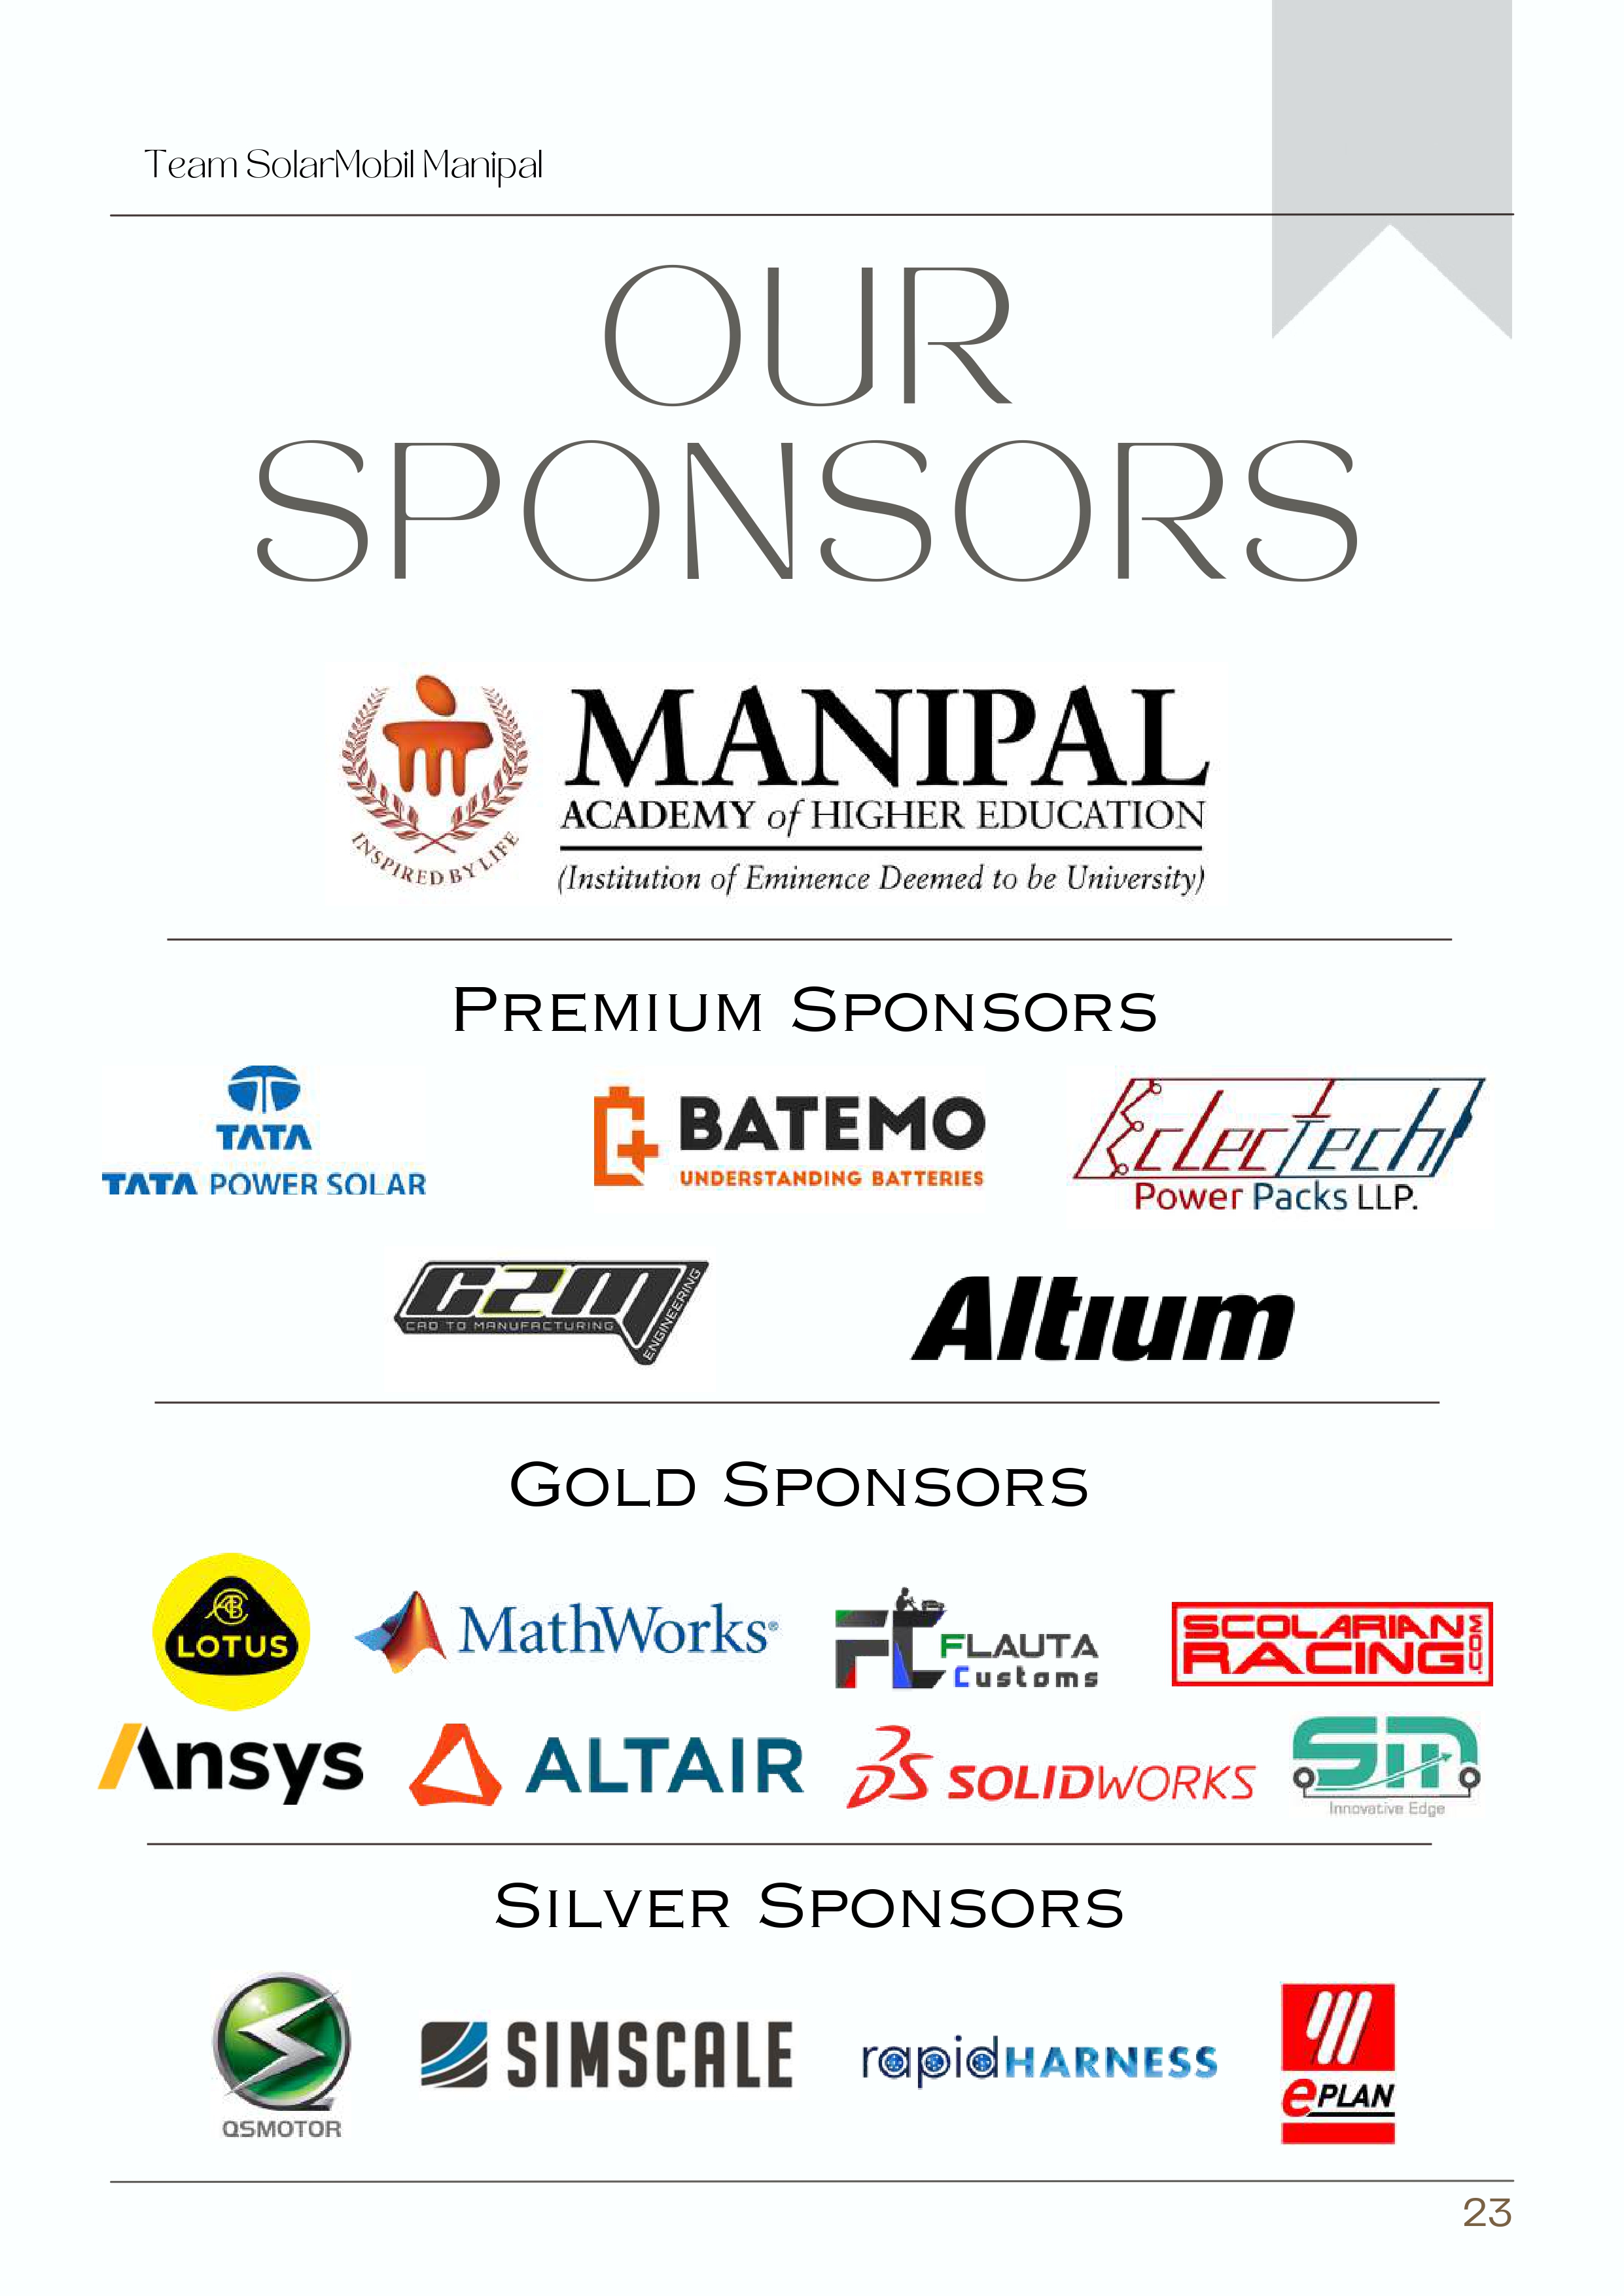 Team SolarMobil Manipal
OUR
SPONSORS
MANIPAL
ACADEMY of HIGHER EDUCATION
(Institution of Eminence Deemed to be University)
INSPIRED BY LIFE
PREMIUM SPONSORS
TATA
TATA POWER SOLAR
BATEMO
UNDERSTANDING BATTERIES
Eclectech
Power Packs LLP.
C2M
CAD TO MANUFACTURING
ENGINEERING
Altium
GOLD SPONSORS
LOTUS
MathWorks®
FC FLAUTA
Customs
SCOLARIAN
RACING.COM
Ansys
ALTAIR
SOLIDWORKS
Innovative Edge
SILVER SPONSORS
QSMOTOR
SIMSCALE
rapidHARNESS
ePLAN
23